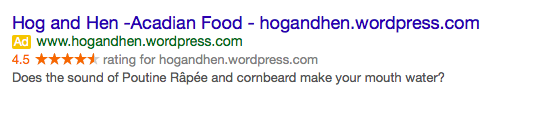 Hog and Hen -Acadian Food - hogandhen.wordpress.com
Ad www.hogandhen.wordpress.com
4.5 ★★★★★ rating for hogandhen.wordpress.com
Does the sound of Poutine Râpée and cornbeard make your mouth water?